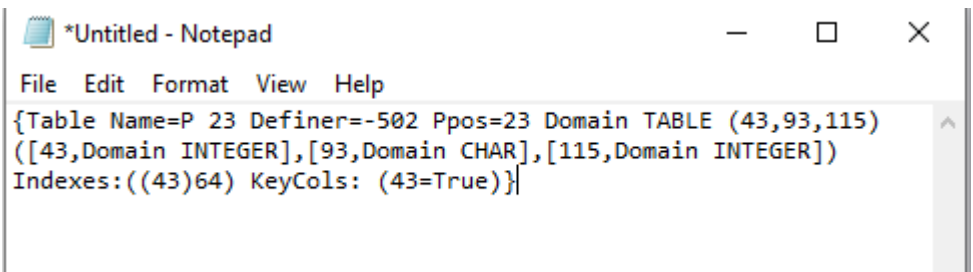 *Untitled - Notepad
File Edit Format View Help
{Table Name=P 23 Definer=-502 Ppos=23 Domain TABLE (43,93,115)
([43,Domain INTEGER],[93,Domain CHAR],[115,Domain INTEGER])
Indexes:((43)64) KeyCols: (43=True)}